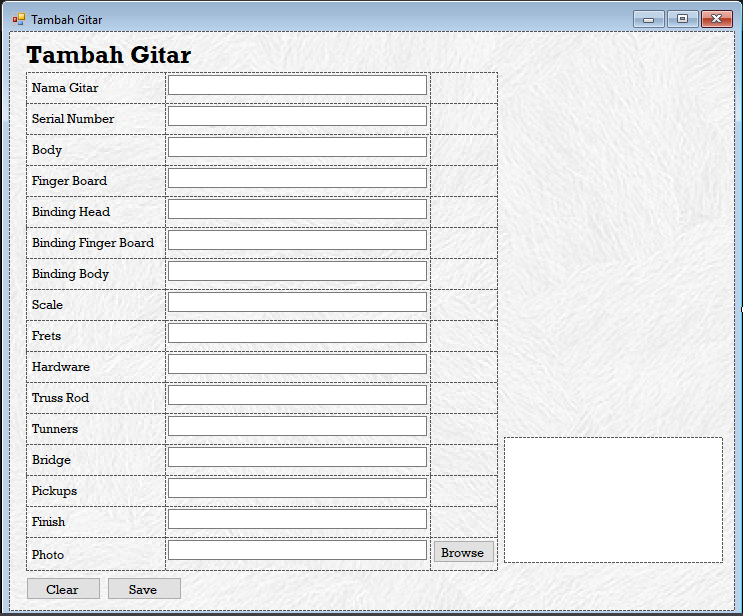 Tambah Gitar
Tambah Gitar
Nama Gitar
Serial Number
Body
Finger Board
Binding Head
Binding Finger Board
Binding Body
Scale
Frets
Hardware
Truss Rod
Tunners
Bridge
Pickups
Finish
Photo Browse
Clear Save